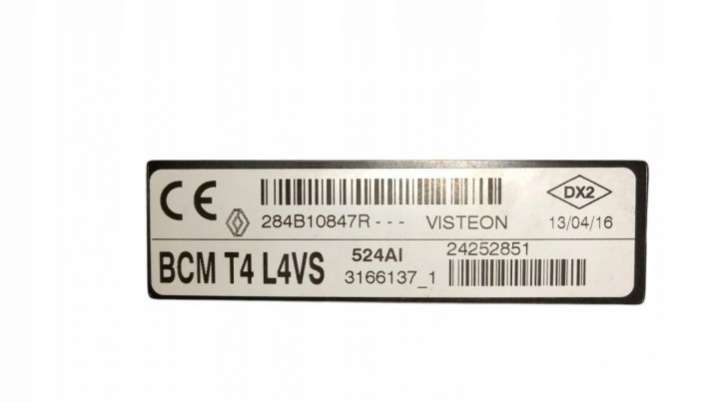 CE
DX2
284B10847R--- VISTEON 13/04/16
BCM T4 L4VS
524AI 24252851
3166137_1